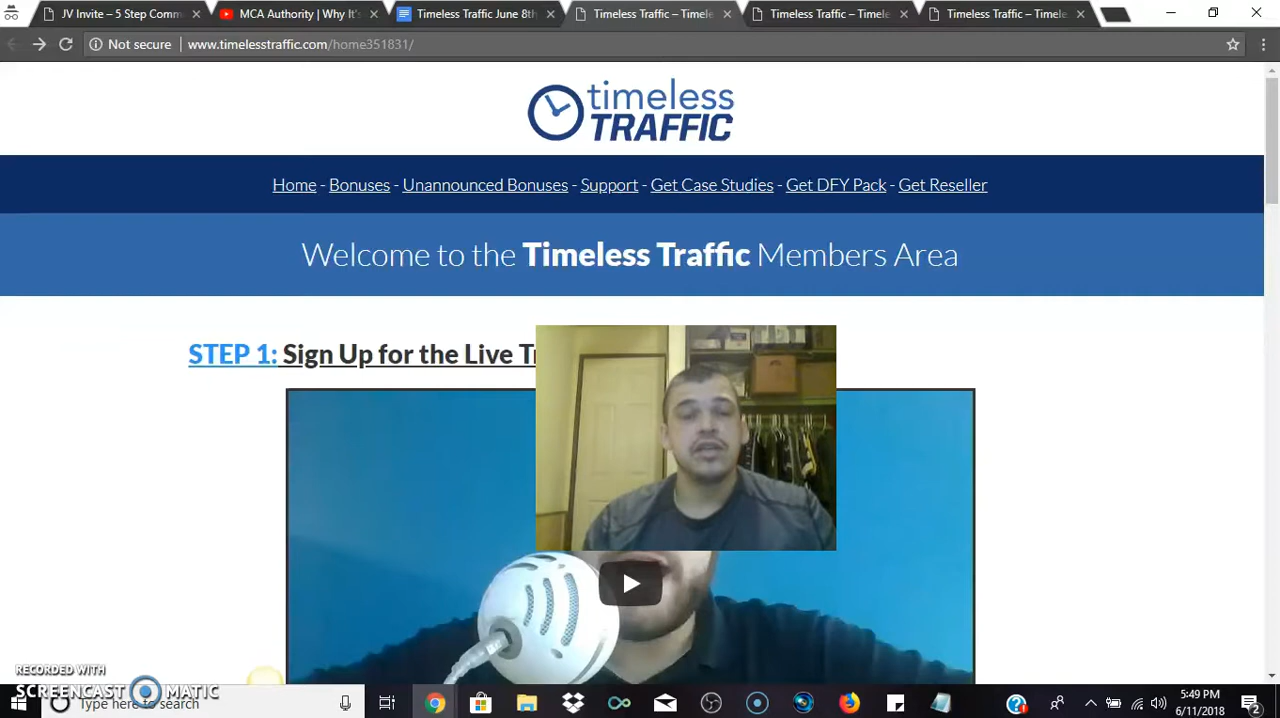 JV Invite – 5 Step Comm
MCA Authority | Why It's
Timeless Traffic June 8th
Timeless Traffic – Timele
Timeless Traffic – Timele
Timeless Traffic – Timele
Not secure
www.timelesstraffic.com/home351831/
timeless
TRAFFIC
Home - Bonuses - Unannounced Bonuses - Support - Get Case Studies - Get DFY Pack - Get Reseller
Welcome to the Timeless Traffic Members Area
STEP 1: Sign Up for the Live Tr
RECORDED WITH
SCREENCAST MATIC
Type here to search
5:49 PM
6/11/2018
2